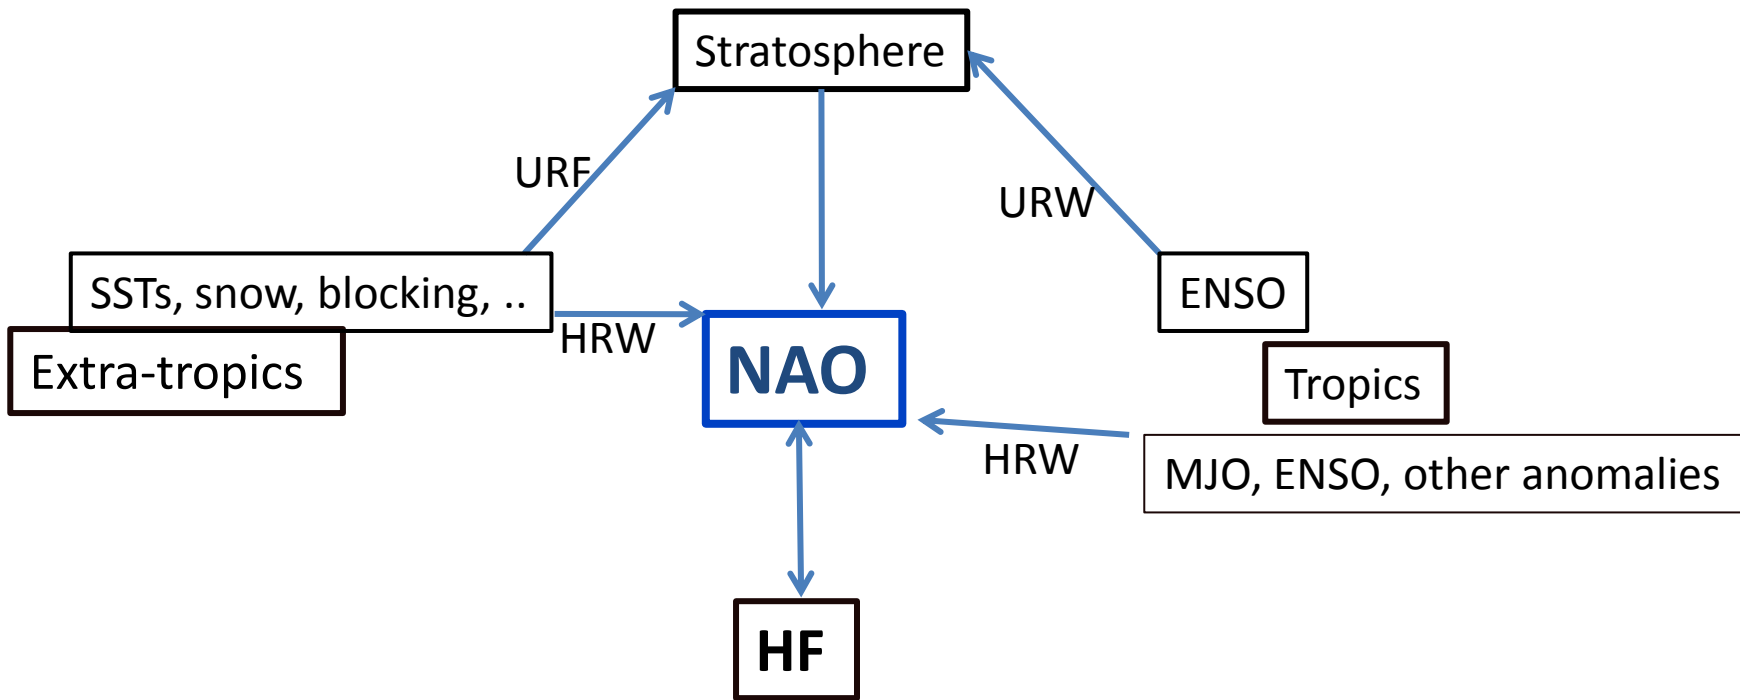 Stratosphere
URF
URW
SSTs, snow, blocking, ..
ENSO
HRW
Extra-tropics
NAO
Tropics
HRW
MJO, ENSO, other anomalies
HF